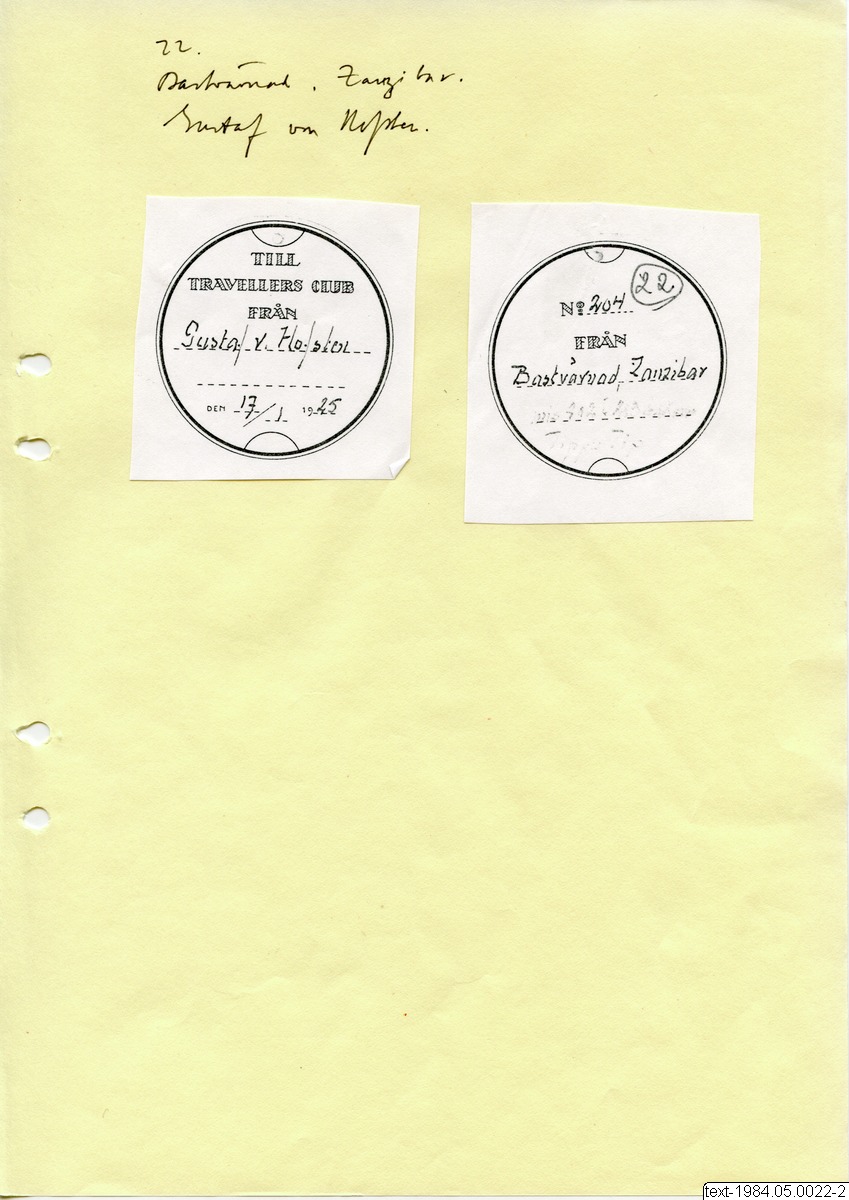 22.
Bastvävnad, Zanzibar.
Gustaf von Hofsten.
TILL
TRAVELLERS CLUB
FRÅN
Gustaf v. Hofsten
DEN 17/1 1925
22
No 204
FRÅN
Bastvävnad, Zanzibar
text-1984.05.0022-2